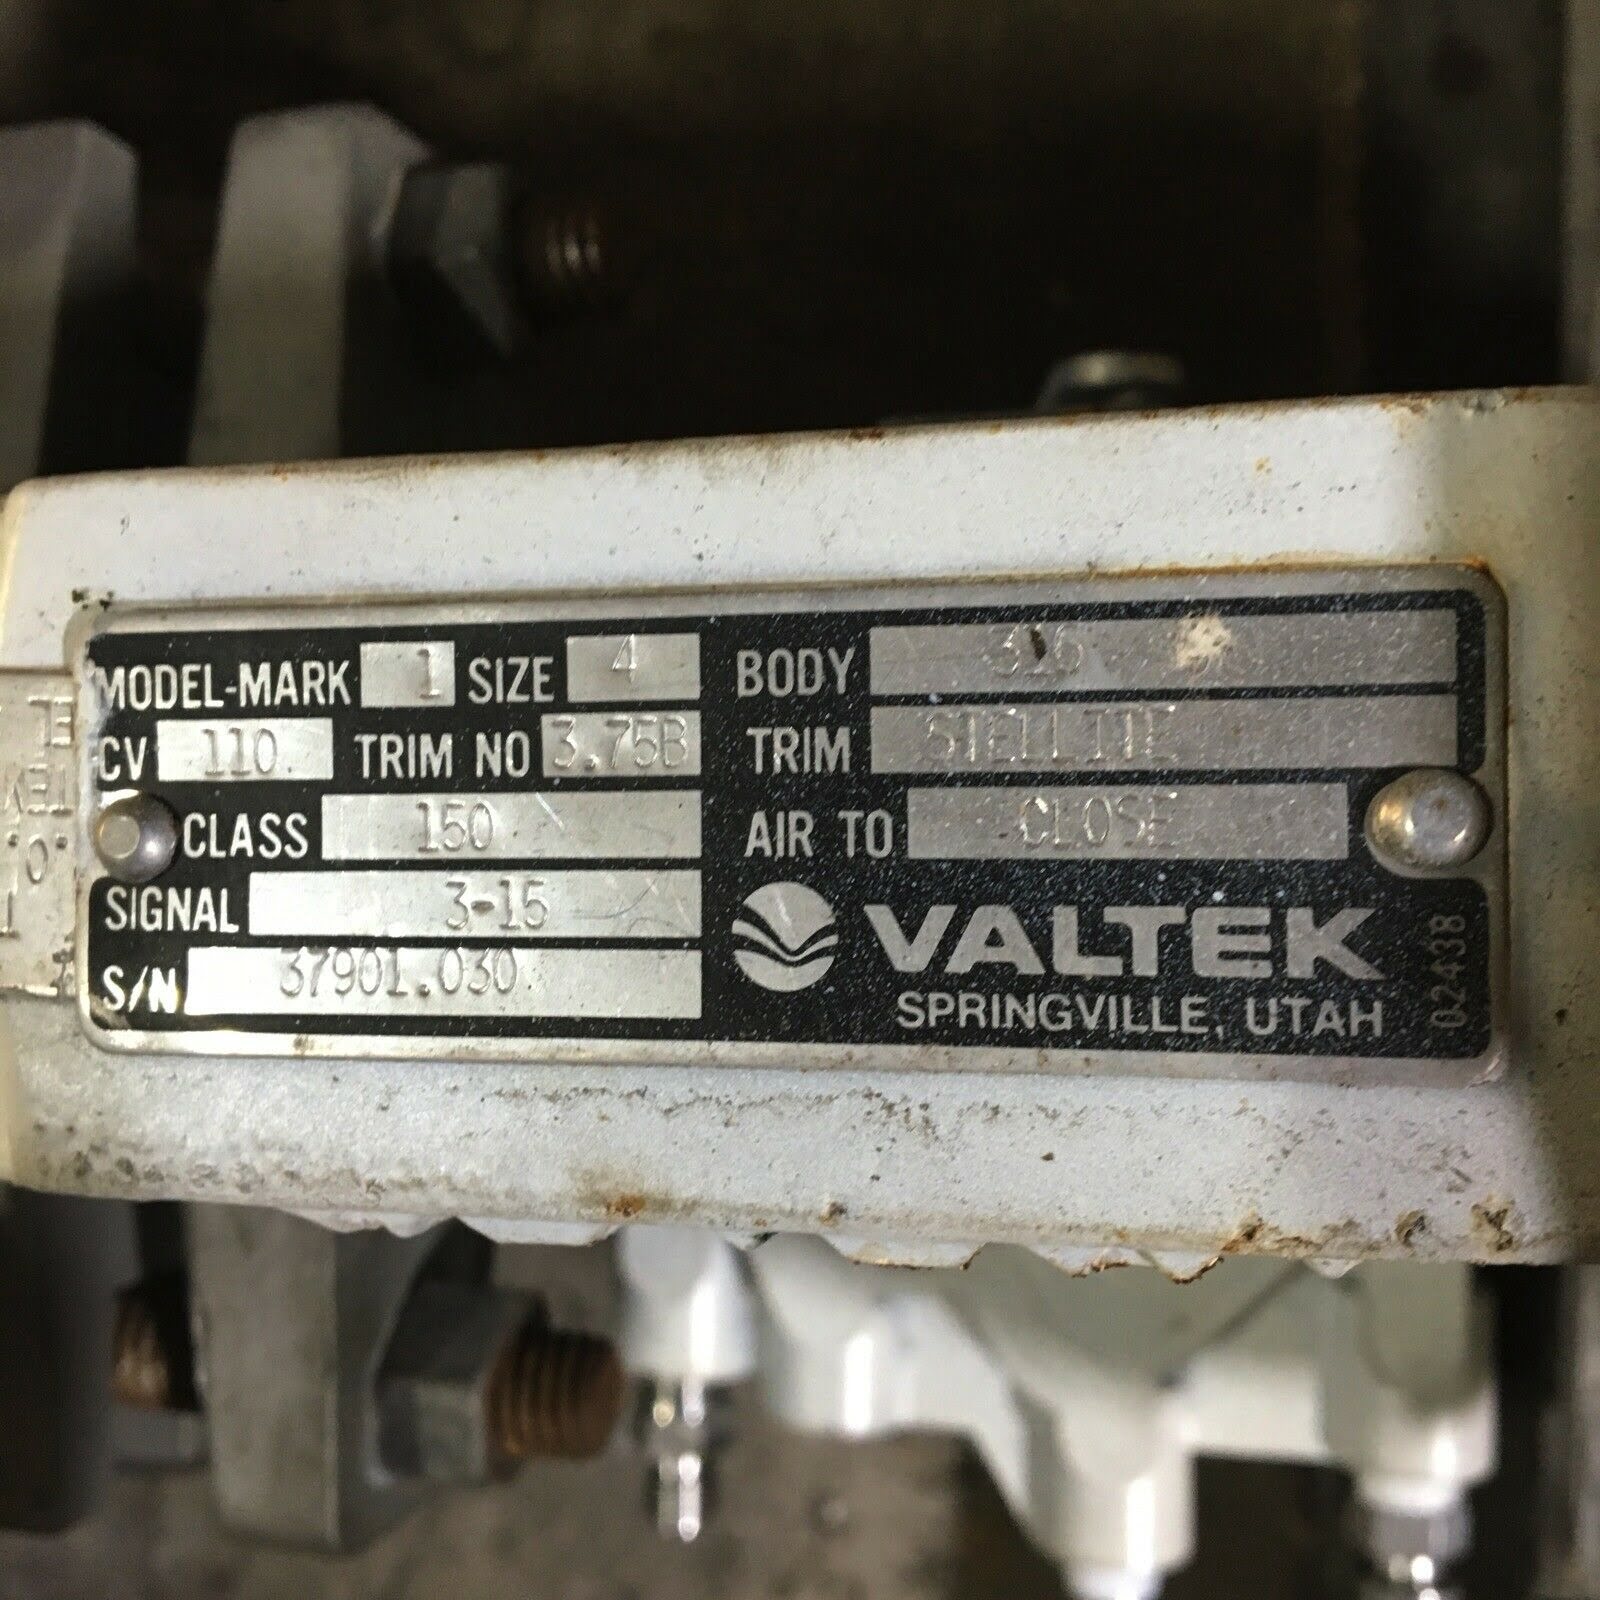 MODEL-MARK 1 SIZE 4
CV 110 TRIM NO 3.75B
CLASS 150
SIGNAL 3-15
S/N 37901.030
BODY 316
TRIM STELLITE
AIR TO CLOSE
VALTEK
SPRINGVILLE, UTAH
02438